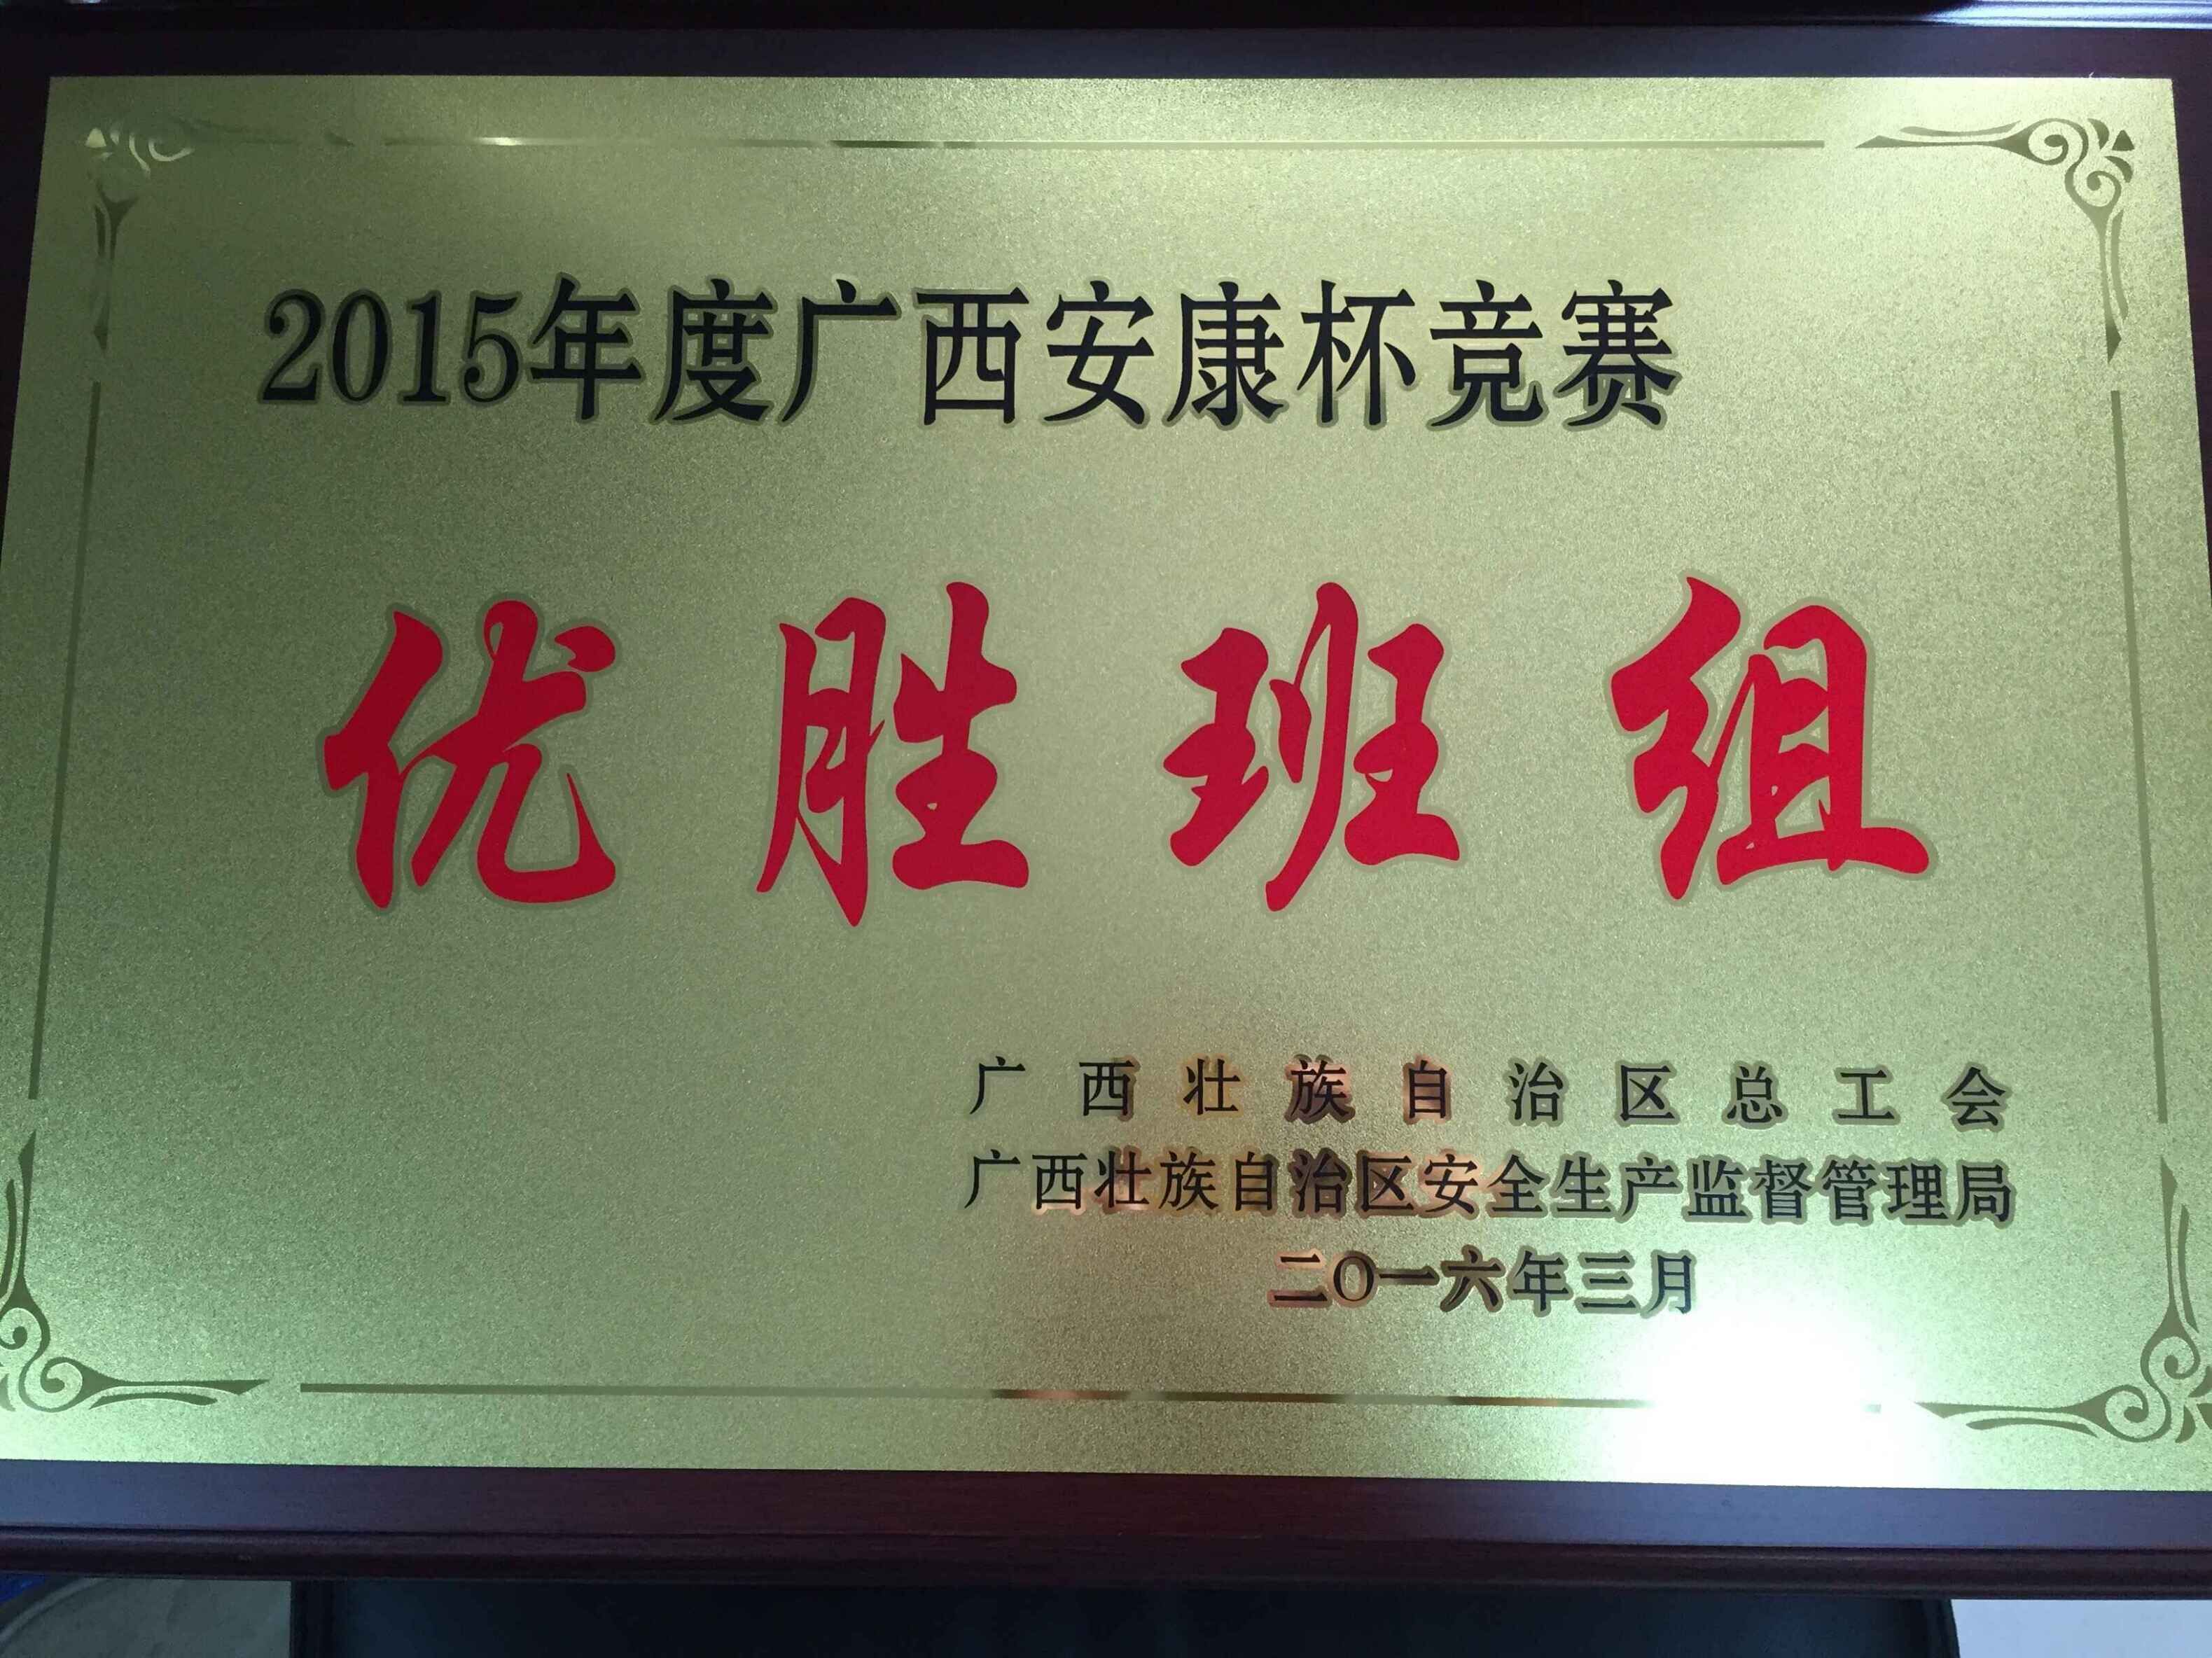 2015年度广西安康杯竞赛
优胜班组
广西壮族自治区总工会
广西壮族自治区安全生产监督管理局
二〇一六年三月